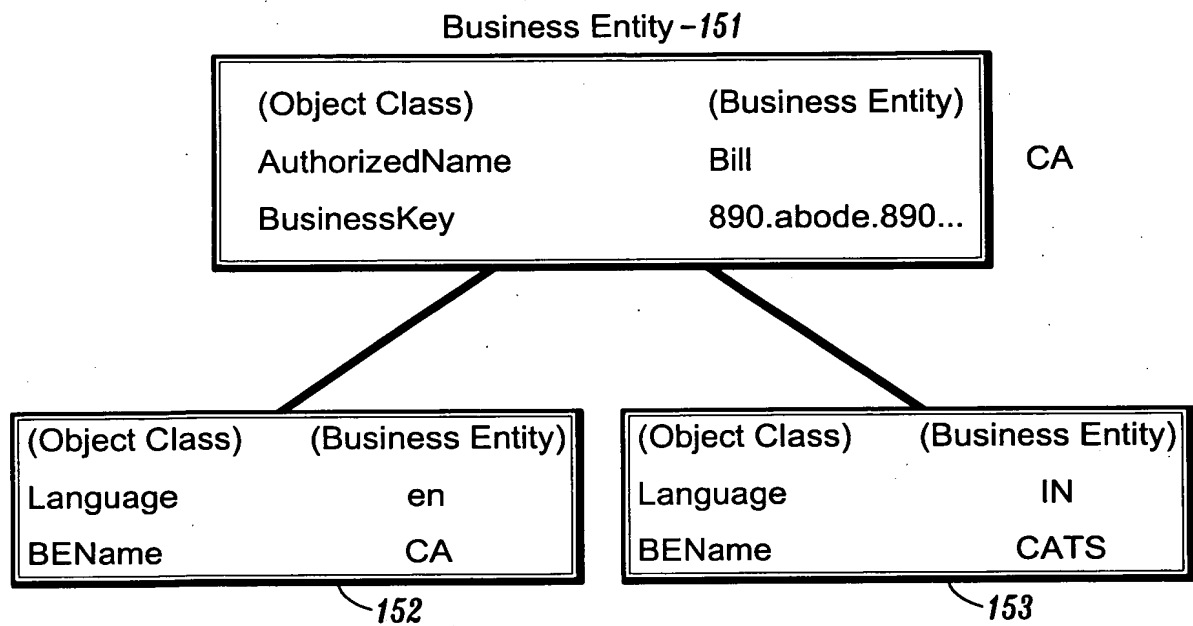 Business Entity-151
(Object Class) (Business Entity)
AuthorizedName Bill CA
BusinessKey 890.abode.890...
(Object Class) (Business Entity) (Object Class) (Business Entity)
Language en Language IN
BEName CA BEName CATS
152 153